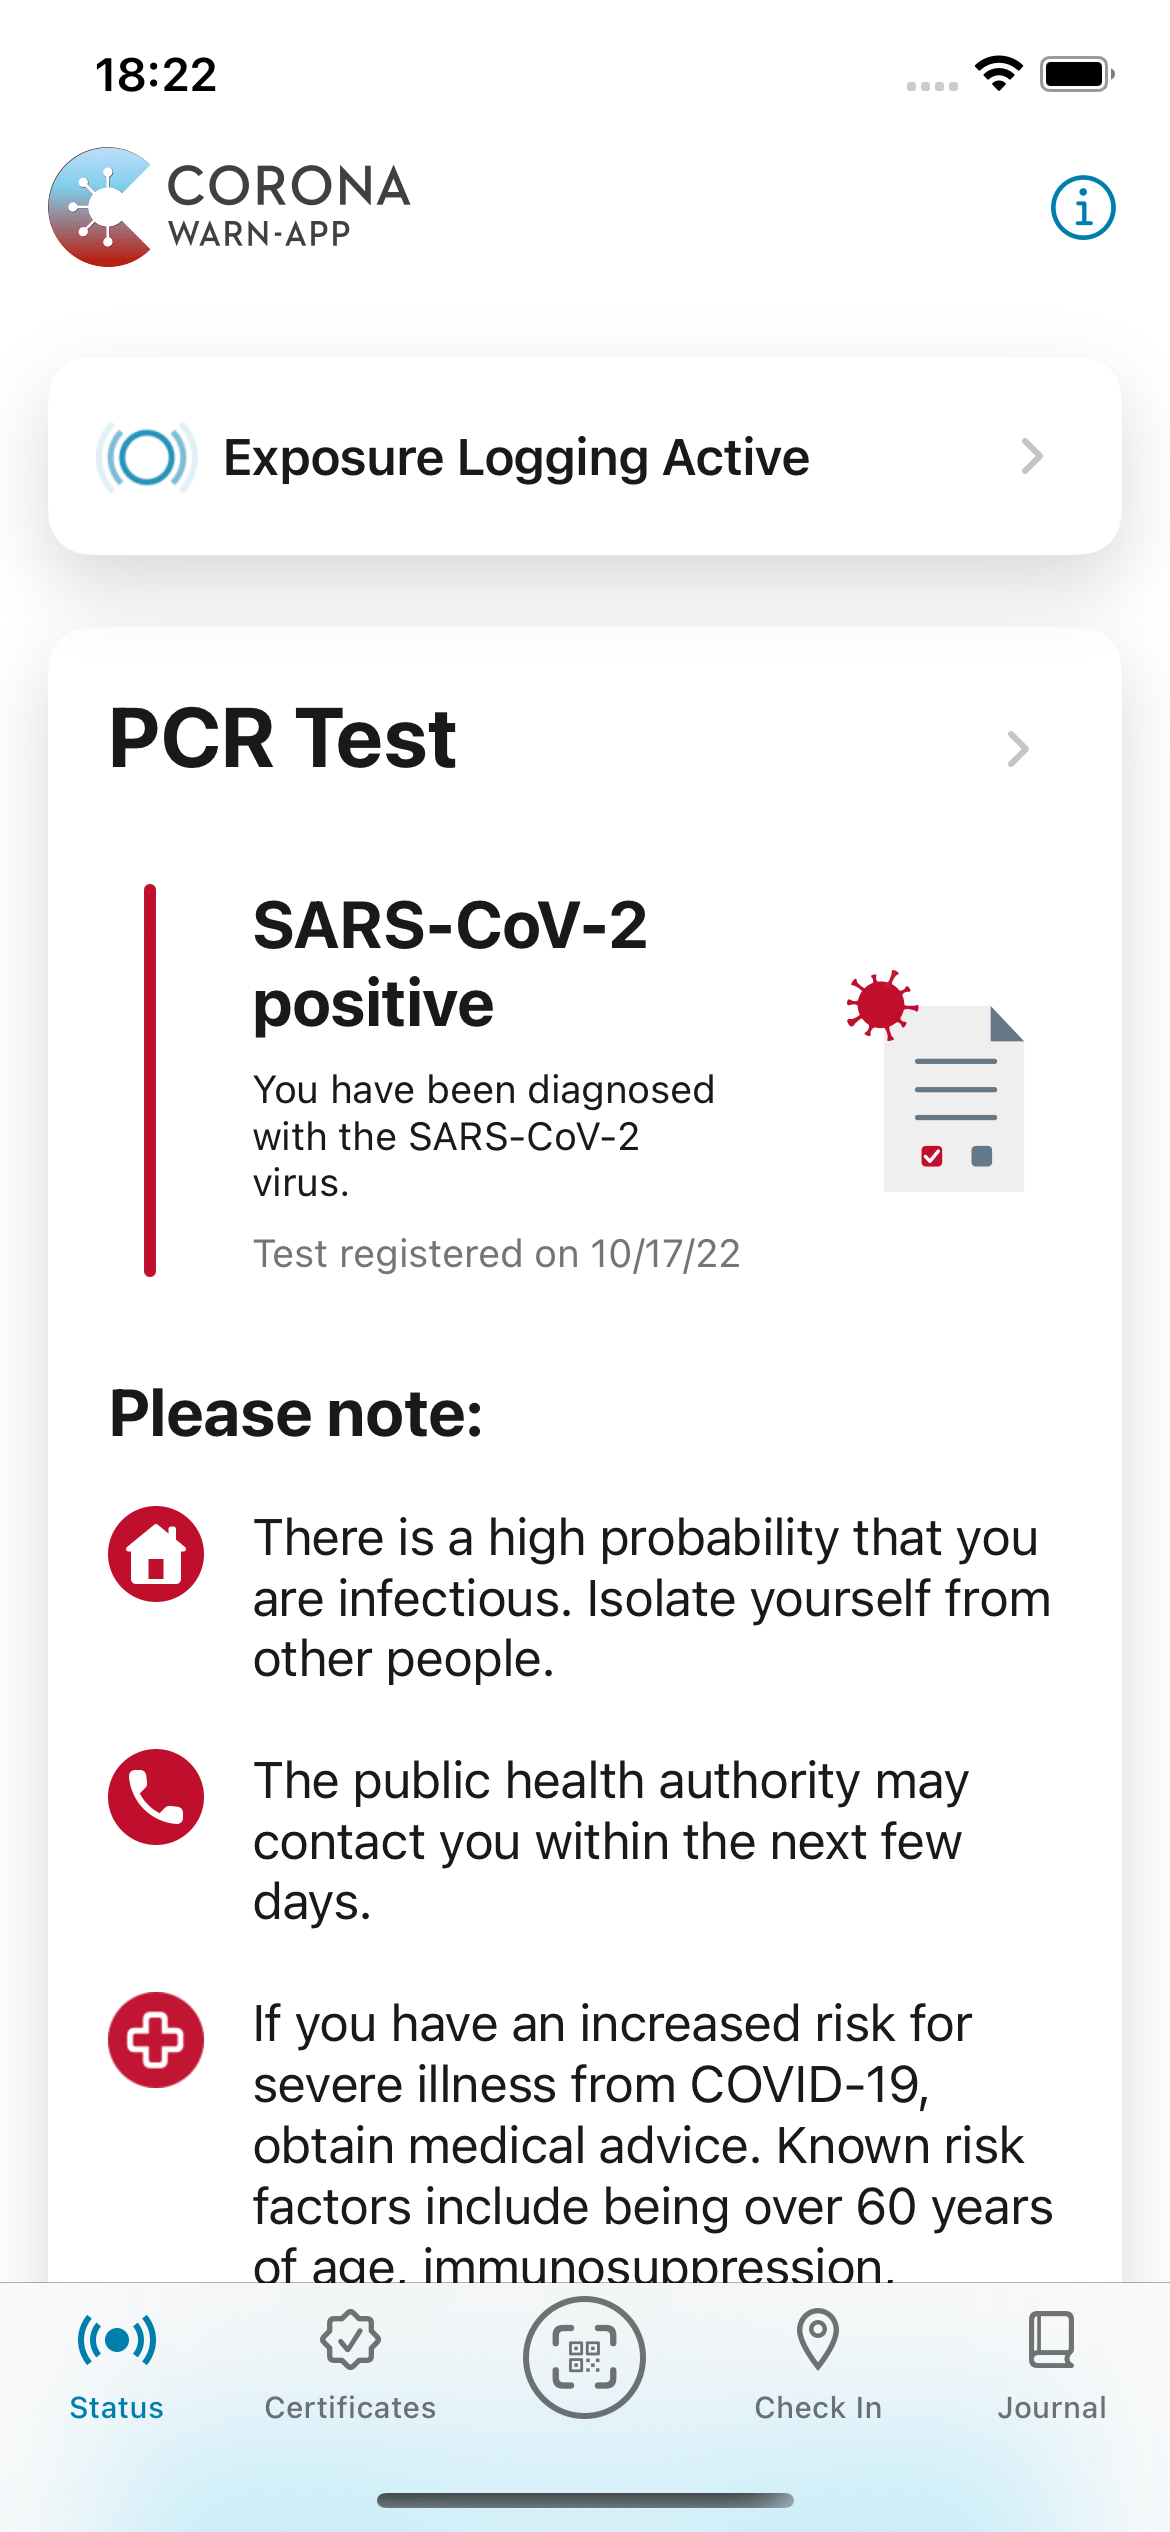 18:22
CORONA
WARN-APP
Exposure Logging Active
PCR Test
SARS-CoV-2
positive
You have been diagnosed
with the SARS-CoV-2
virus.
Test registered on 10/17/22
Please note:
There is a high probability that you
are infectious. Isolate yourself from
other people.
The public health authority may
contact you within the next few
days.
If you have an increased risk for
severe illness from COVID-19,
obtain medical advice. Known risk
factors include being over 60 years
of age, immunosuppression,
Status
Certificates
Check In
Journal